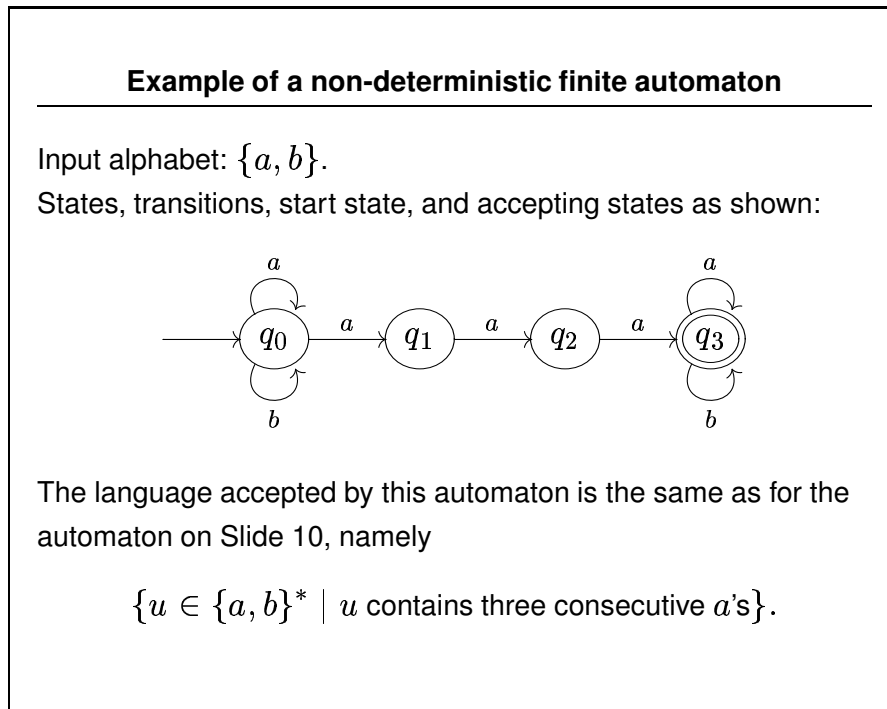 Example of a non-deterministic finite automaton
Input alphabet: {a, b}.
States, transitions, start state, and accepting states as shown:
a a
q₀ a q₁ a q₂ a q₃
b b
The language accepted by this automaton is the same as for the
automaton on Slide 10, namely
{u ∈ {a, b}* | u contains three consecutive a's}.